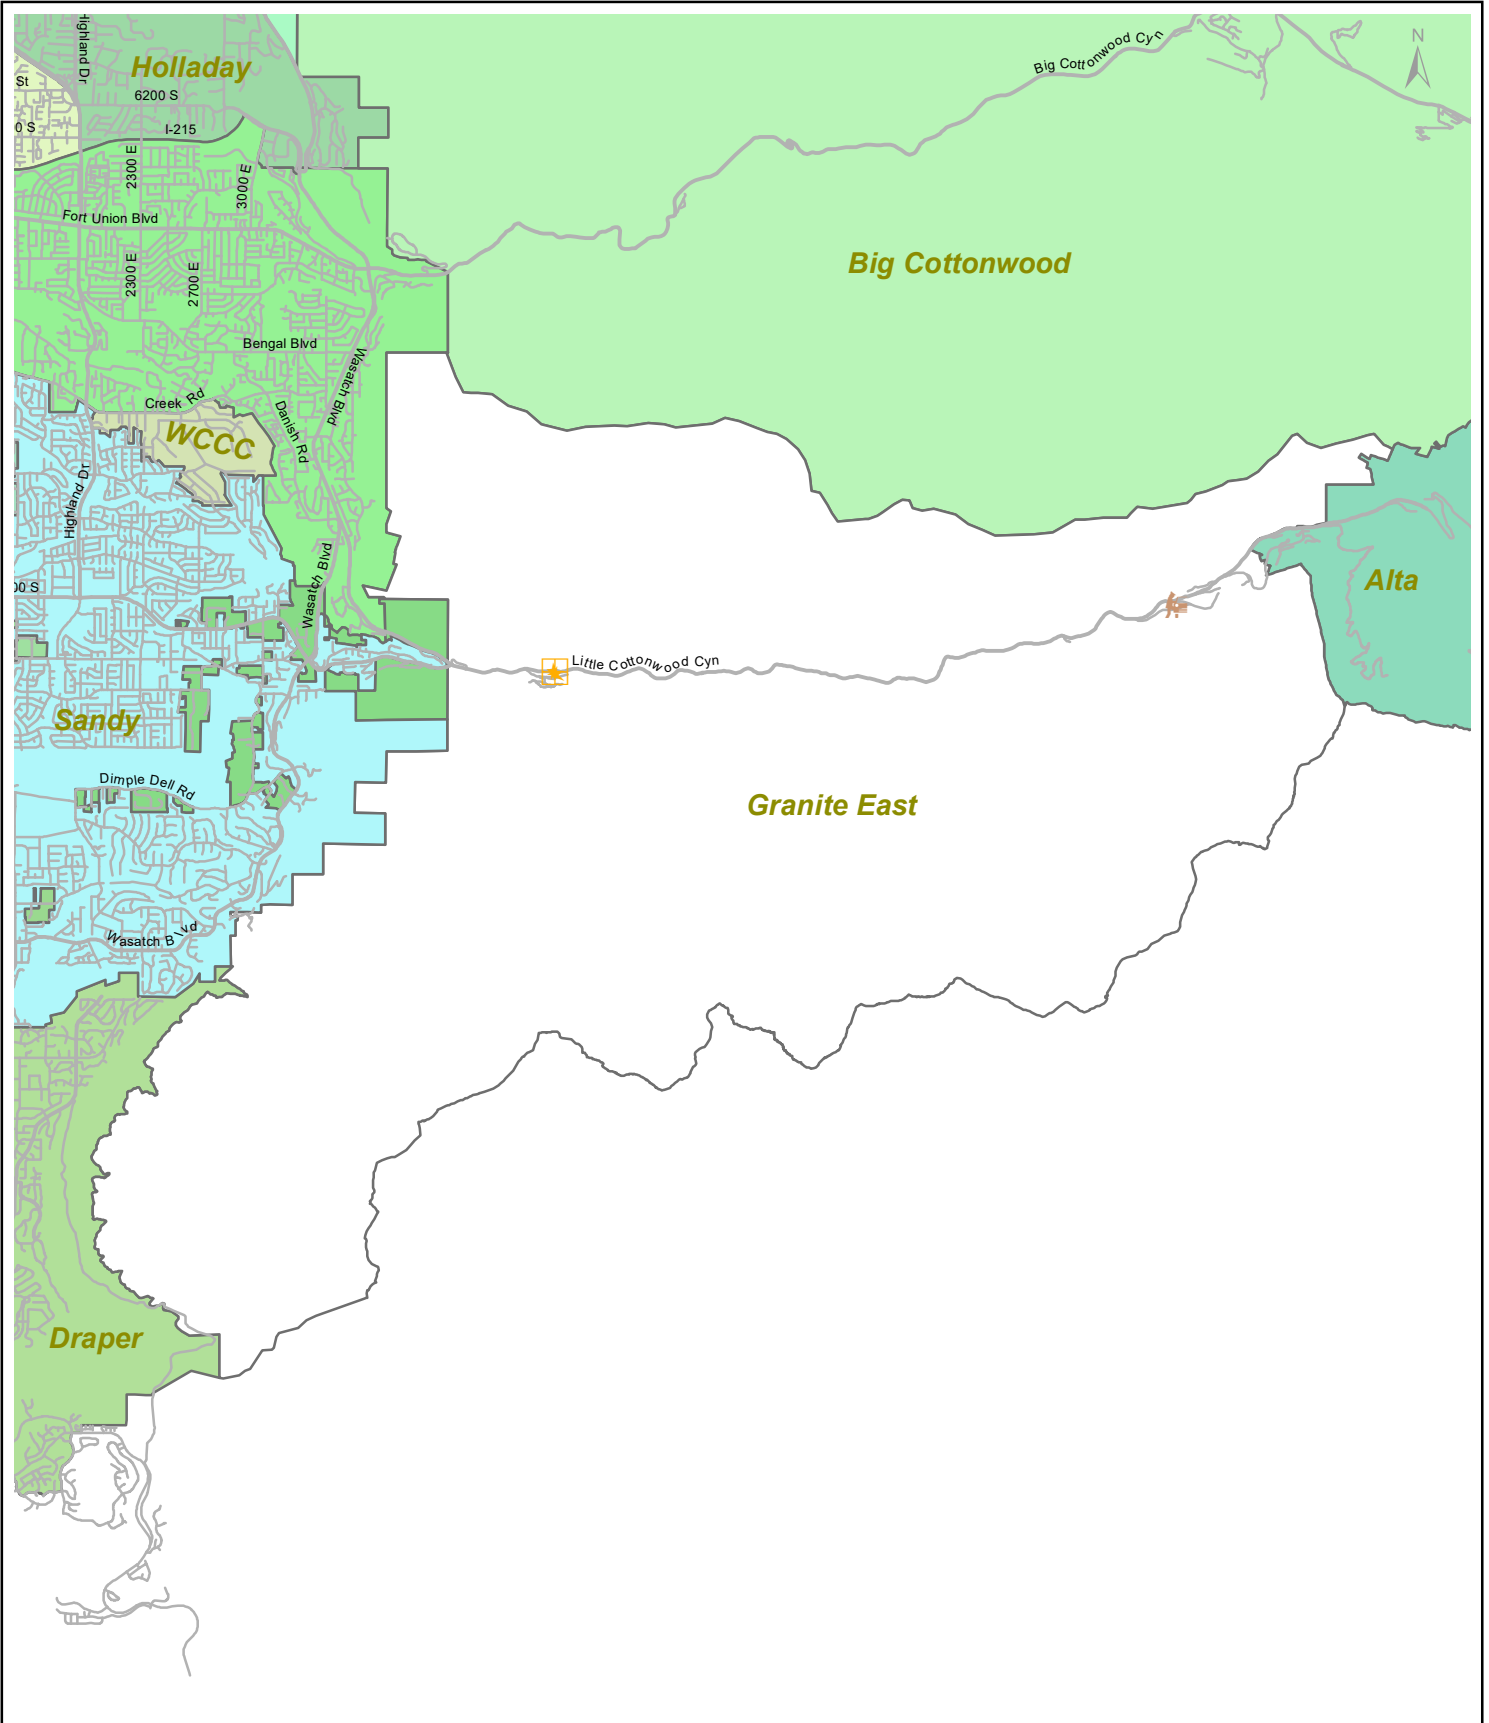 Highland Dr
Holladay
Big Cottonwood Cyn
N
St
6200 S
0 S
I-215
2300 E
3000 E
Fort Union Blvd
2300 E
2700 E
Big Cottonwood
Bengal Blvd
Wasatch Blvd
Creek Rd
Danish Rd
WCCC
Highland Dr
Wasatch Blvd
00 S
Alta
Little Cottonwood Cyn
Sandy
Dimple Dell Rd
Granite East
Wasatch Blvd
Draper